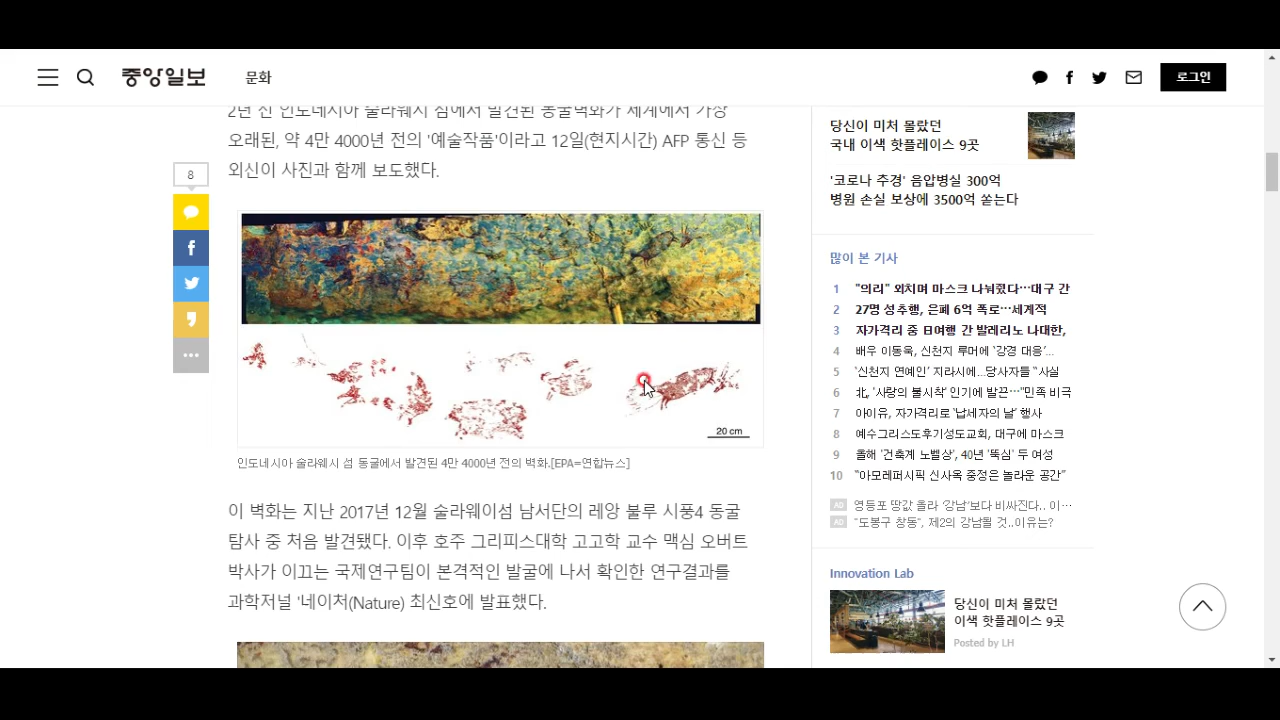 중앙일보
문화
로그인
2년 전 인도네시아 술라웨시 섬에서 발견된 동굴벽화가 세계에서 가장
오래된, 약 4만 4000년 전의 '예술작품'이라고 12일(현지시간) AFP 통신 등
외신이 사진과 함께 보도했다.
8
20 cm
인도네시아 술라웨시 섬 동굴에서 발견된 4만 4000년 전의 벽화.[EPA=연합뉴스]
이 벽화는 지난 2017년 12월 술라웨이섬 남서단의 레앙 불루 시풍4 동굴
탐사 중 처음 발견됐다. 이후 호주 그리피스대학 고고학 교수 맥심 오버트
박사가 이끄는 국제연구팀이 본격적인 발굴에 나서 확인한 연구결과를
과학저널 '네이처(Nature) 최신호에 발표했다.
당신이 미처 몰랐던
국내 이색 핫플레이스 9곳
'코로나 추경' 음압병실 300억
병원 손실 보상에 3500억 쏟는다
많이 본 기사
1 "의리" 외치며 마스크 나눠줬다…대구 간
2 27명 성추행, 은폐 6억 폭로…세계적
3 자가격리 중 日여행 간 발레리노 나대한,
4 배우 이동욱, 신천지 루머에 '강경 대응'...
5 '신천지 연예인' 지라시에...당사자들 "사실
6 北, '사랑의 불시착' 인기에 발끈…"민족 비극
7 아이유, 자가격리로 '납세자의 날' 행사
8 예수그리스도후기성도교회, 대구에 마스크
9 올해 '건축계 노벨상', 40년 '뚝심' 두 여성
10 "아모레퍼시픽 신사옥 중정은 놀라운 공간"
AD 영등포 땅값 올라 '강남'보다 비싸진다.. 이…
AD "도봉구 창동", 제2의 강남될 것..이유는?
Innovation Lab
당신이 미처 몰랐던
이색 핫플레이스 9곳
Posted by LH